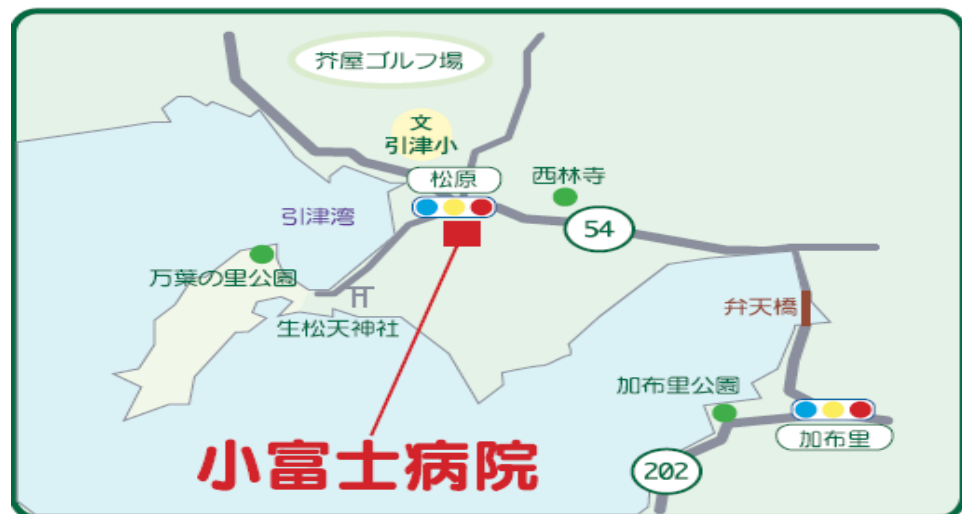 芥屋ゴルフ場
文
引津小
松原
西林寺
引津湾
54
万葉の里公園
生松天神社
弁天橋
加布里公園
加布里
小富士病院
202